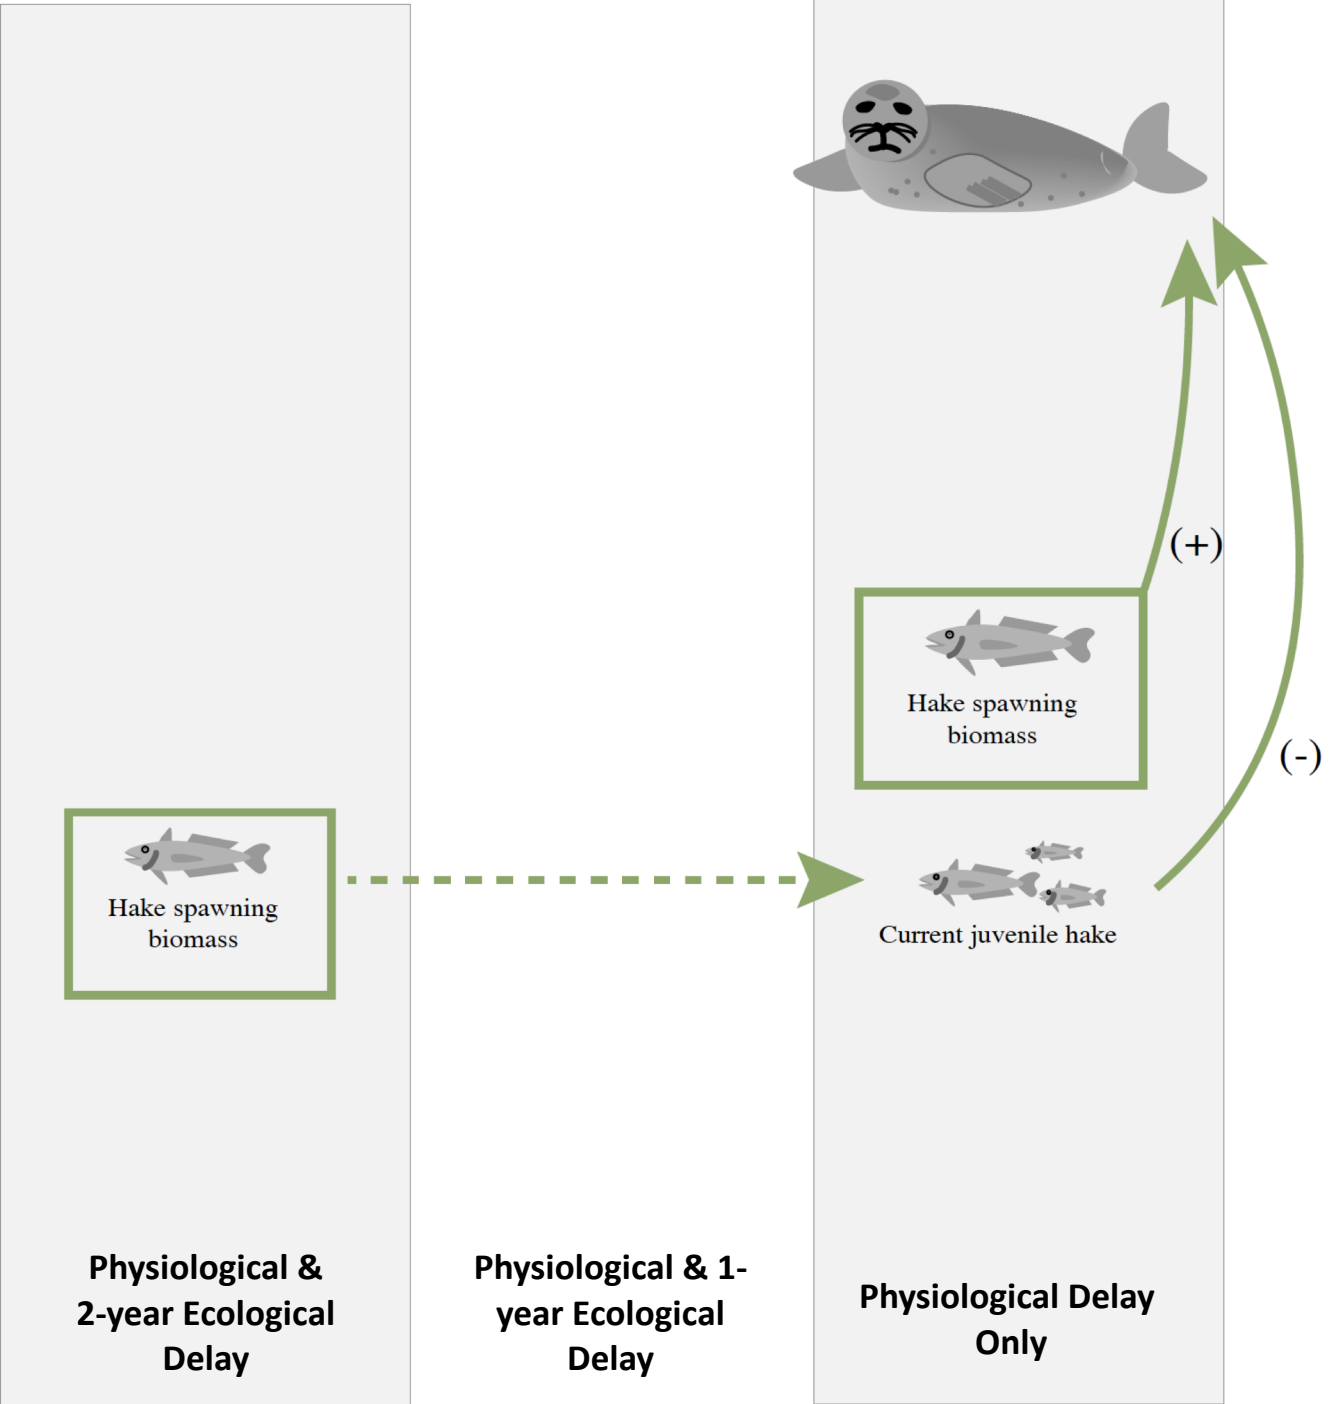 (+)
Hake spawning
biomass
(-)
Hake spawning
biomass
Current juvenile hake
Physiological &
2-year Ecological
Delay
Physiological & 1-
year Ecological
Delay
Physiological Delay
Only